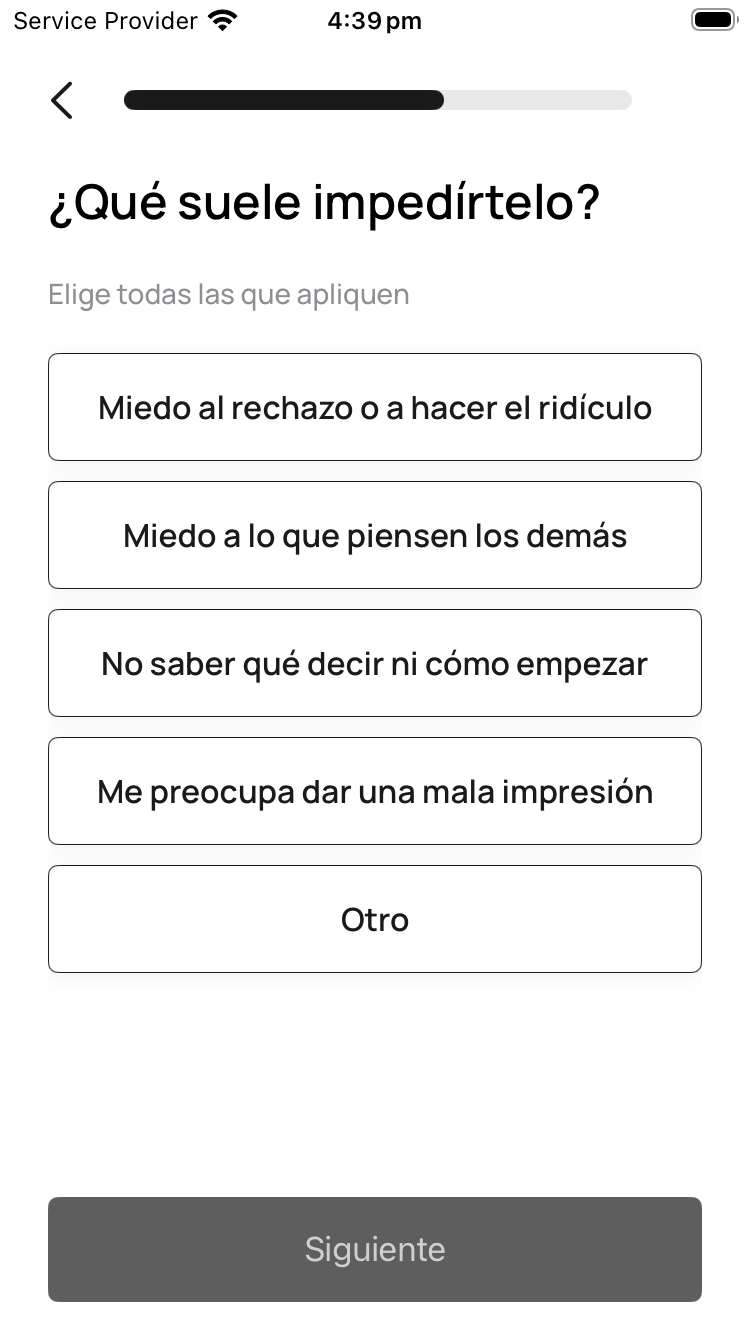 Service Provider 4:39 pm
¿Qué suele impedírtelo?
Elige todas las que apliquen
Miedo al rechazo o a hacer el ridículo
Miedo a lo que piensen los demás
No saber qué decir ni cómo empezar
Me preocupa dar una mala impresión
Otro
Siguiente